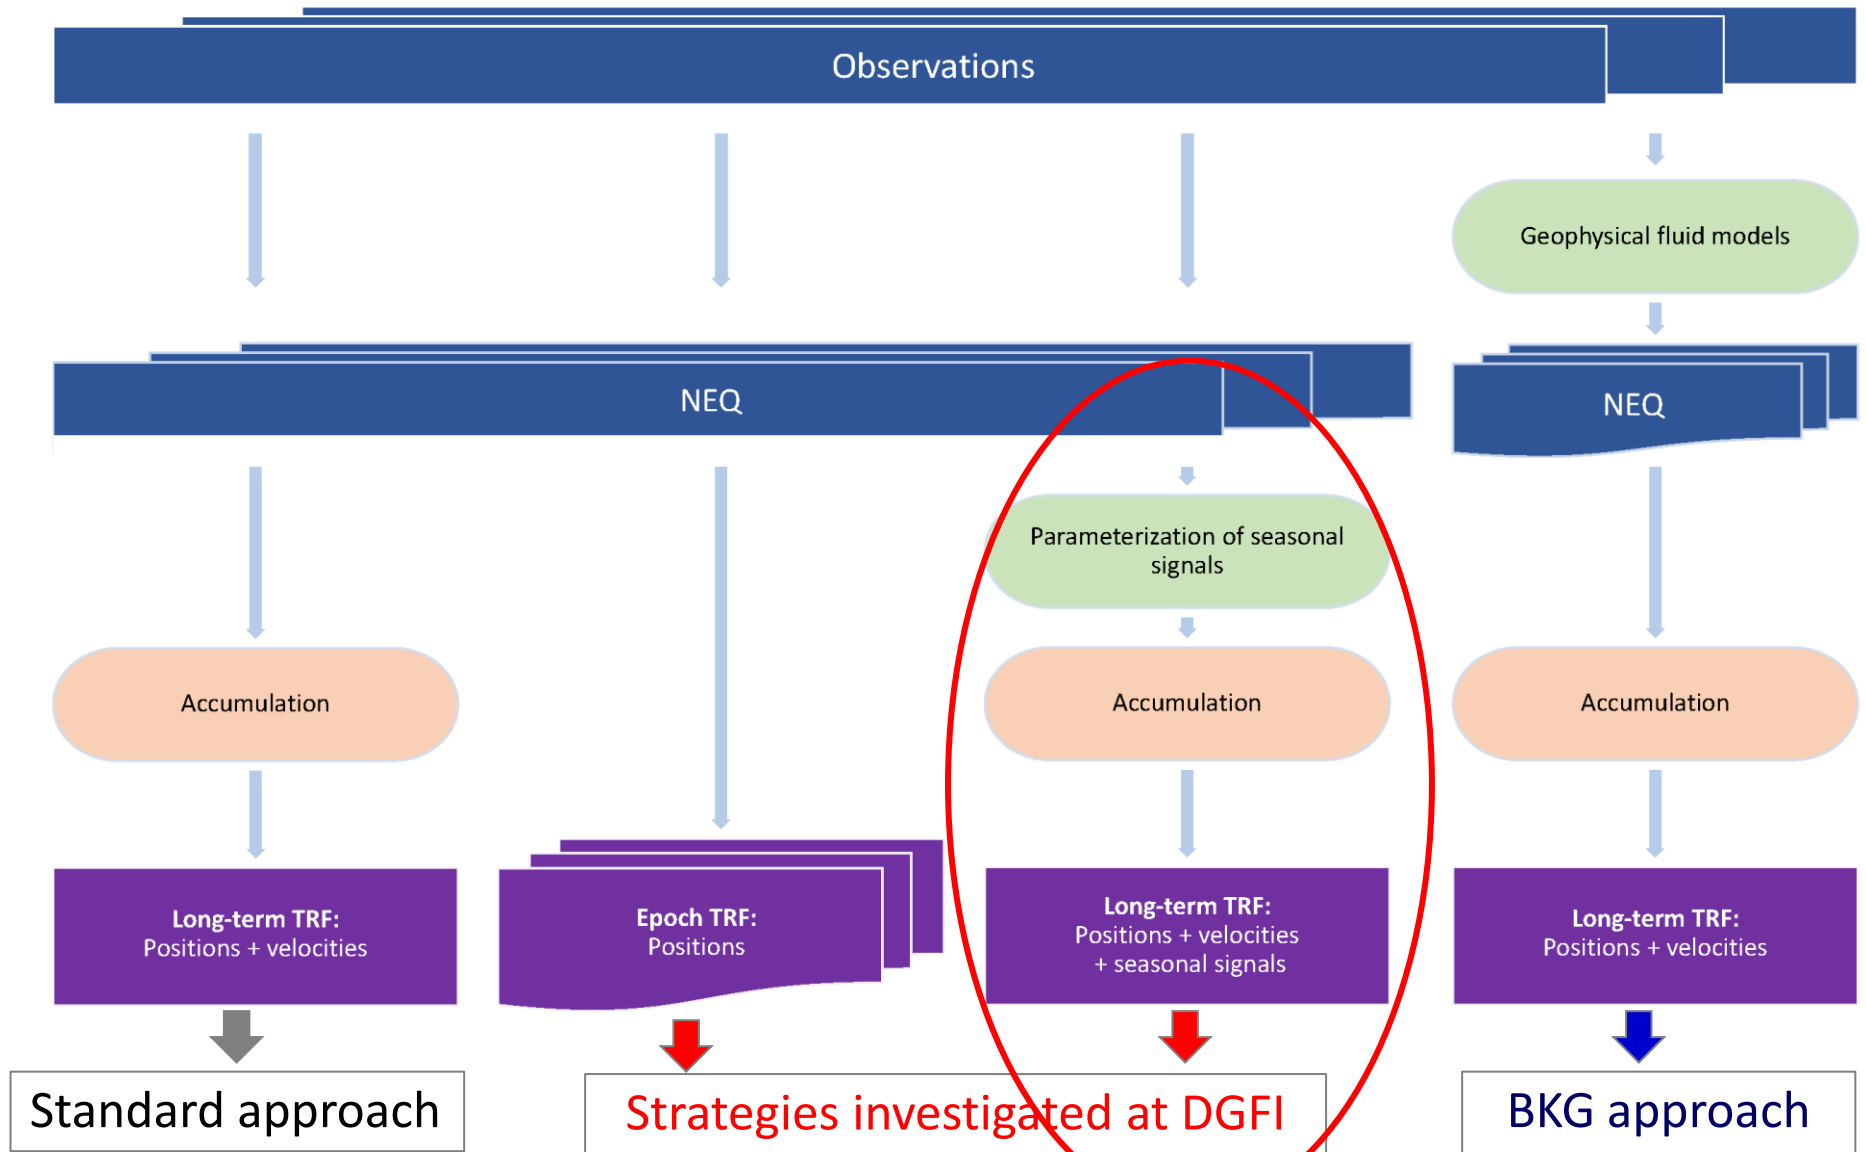 Observations
Geophysical fluid models
NEQ
NEQ
Parameterization of seasonal
signals
Accumulation
Accumulation
Accumulation
Long-term TRF:
Positions + velocities
Epoch TRF:
Positions
Long-term TRF:
Positions + velocities
+ seasonal signals
Long-term TRF:
Positions + velocities
Standard approach
Strategies investigated at DGFI
BKG approach